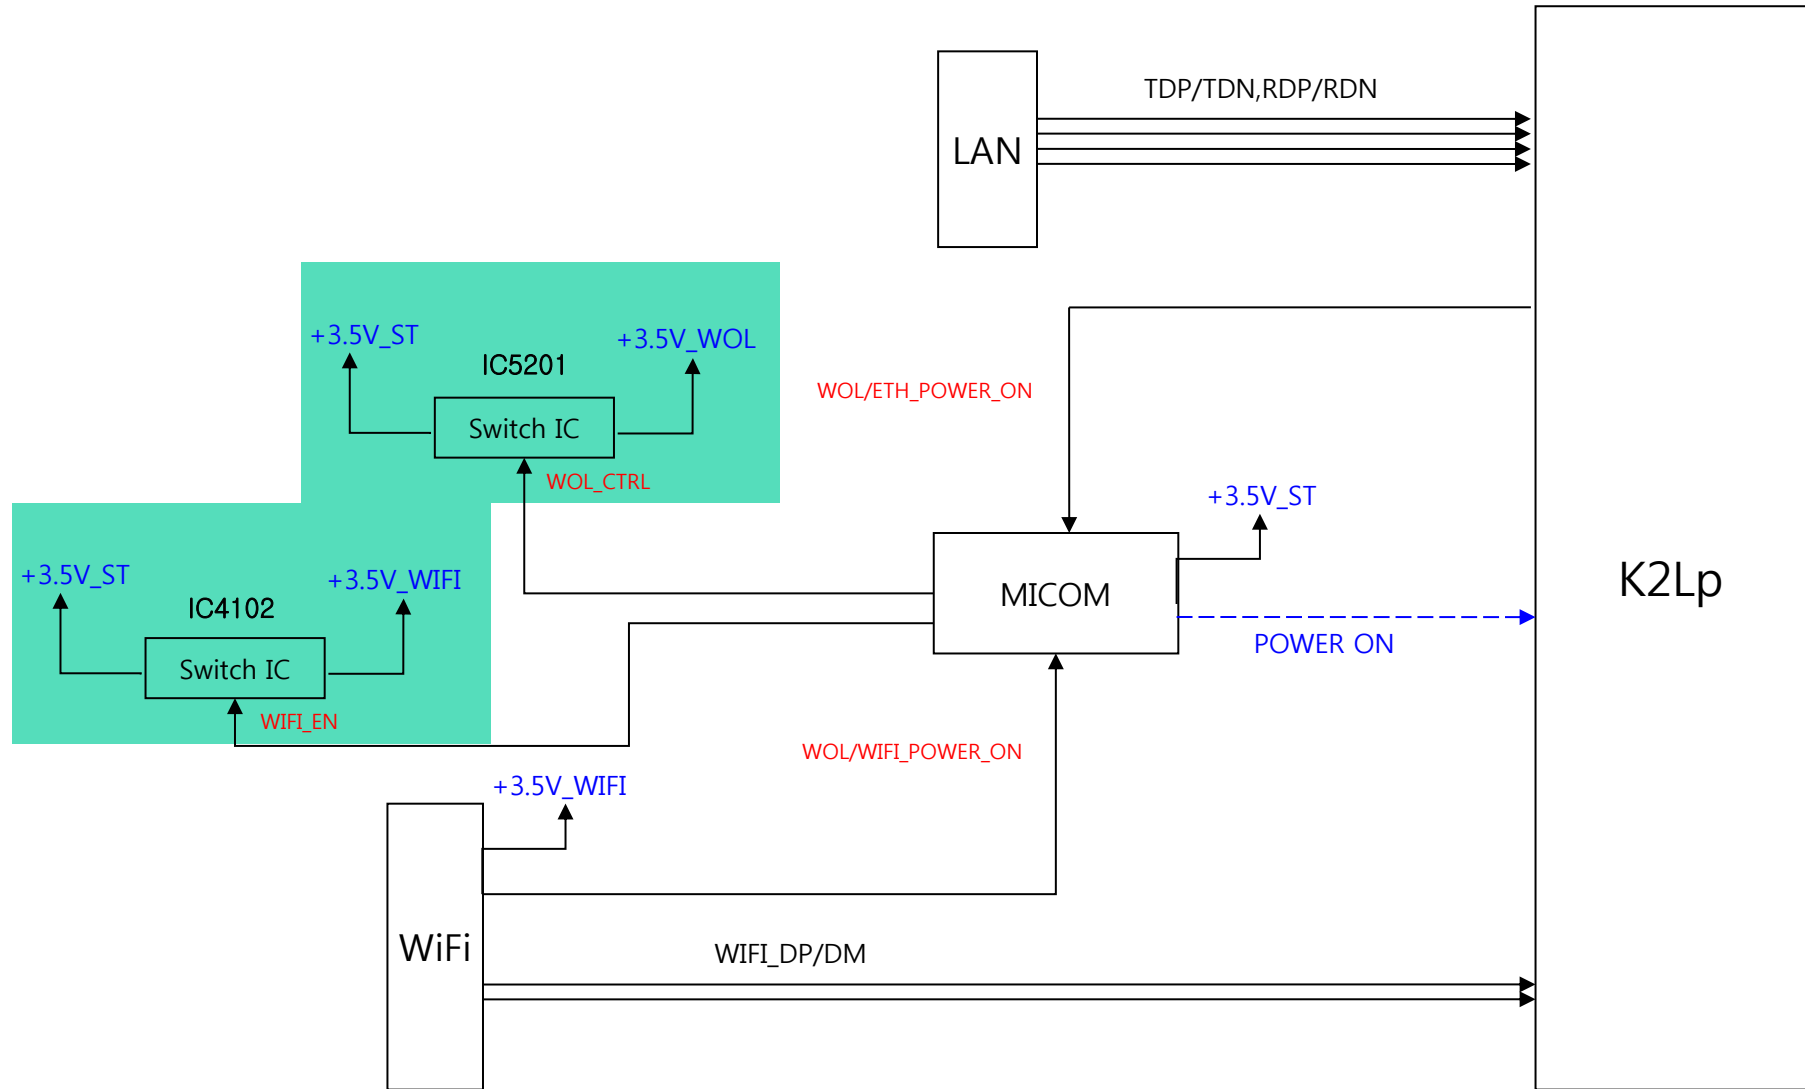 TDP/TDN,RDP/RDN
LAN
+3.5V_ST
+3.5V_WOL
IC5201
Switch IC
WOL_CTRL
WOL/ETH_POWER_ON
+3.5V_ST
MICOM
POWER ON
K2Lp
+3.5V_ST
+3.5V_WIFI
IC4102
Switch IC
WIFI_EN
WOL/WIFI_POWER_ON
+3.5V_WIFI
WiFi
WIFI_DP/DM